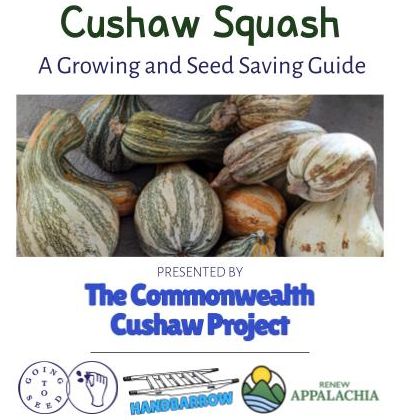 Cushaw Squash
A Growing and Seed Saving Guide
PRESENTED BY
The Commonwealth
Cushaw Project
GOING
TO
SEED
HANDBARROW
RENEW
APPALACHIA